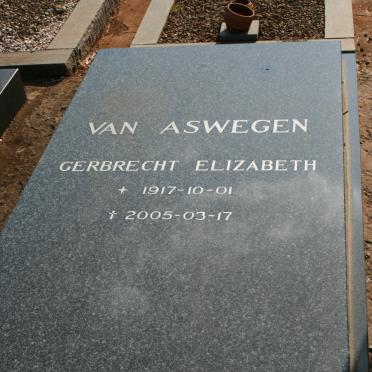 VAN ASWEGEN
GERBRECHT ELIZABETH
+ 1917-10-01
† 2005-03-17